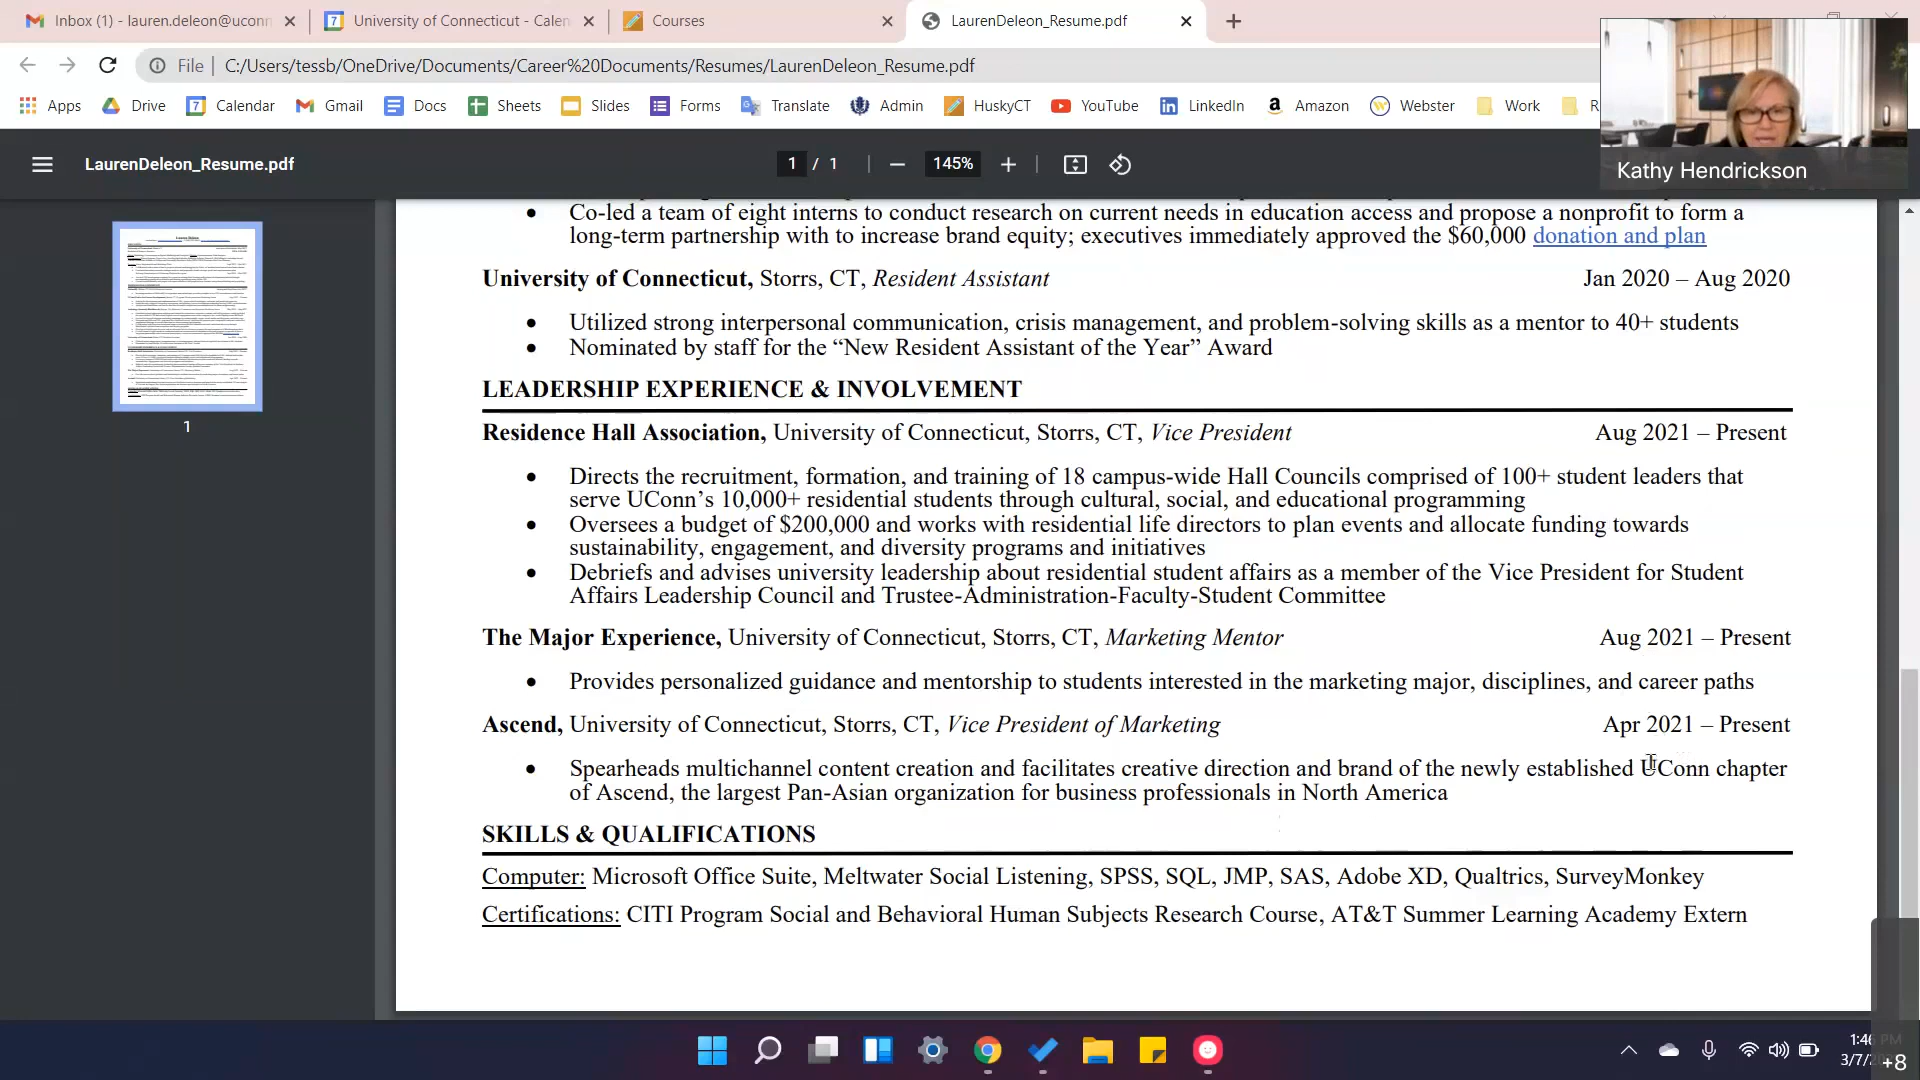 Inbox (1) - lauren.deleon@uconn
University of Connecticut - Calen
Courses
LaurenDeleon_Resume.pdf
File
C:/Users/tessb/OneDrive/Documents/Career%20Documents/Resumes/LaurenDeleon_Resume.pdf
Apps Drive Calendar Gmail Docs Sheets Slides Forms Translate Admin HuskyCT YouTube LinkedIn Amazon Webster Work R
Kathy Hendrickson
LaurenDeleon_Resume.pdf
1 / 1
145%
1
• Co-led a team of eight interns to conduct research on current needs in education access and propose a nonprofit to form a
long-term partnership with to increase brand equity; executives immediately approved the $60,000 donation and plan
University of Connecticut, Storrs, CT, Resident Assistant Jan 2020 – Aug 2020
• Utilized strong interpersonal communication, crisis management, and problem-solving skills as a mentor to 40+ students
• Nominated by staff for the “New Resident Assistant of the Year” Award
LEADERSHIP EXPERIENCE & INVOLVEMENT
Residence Hall Association, University of Connecticut, Storrs, CT, Vice President Aug 2021 – Present
• Directs the recruitment, formation, and training of 18 campus-wide Hall Councils comprised of 100+ student leaders that
serve UConn’s 10,000+ residential students through cultural, social, and educational programming
• Oversees a budget of $200,000 and works with residential life directors to plan events and allocate funding towards
sustainability, engagement, and diversity programs and initiatives
• Debriefs and advises university leadership about residential student affairs as a member of the Vice President for Student
Affairs Leadership Council and Trustee-Administration-Faculty-Student Committee
The Major Experience, University of Connecticut, Storrs, CT, Marketing Mentor Aug 2021 – Present
• Provides personalized guidance and mentorship to students interested in the marketing major, disciplines, and career paths
Ascend, University of Connecticut, Storrs, CT, Vice President of Marketing Apr 2021 – Present
• Spearheads multichannel content creation and facilitates creative direction and brand of the newly established UConn chapter
of Ascend, the largest Pan-Asian organization for business professionals in North America
SKILLS & QUALIFICATIONS
Computer: Microsoft Office Suite, Meltwater Social Listening, SPSS, SQL, JMP, SAS, Adobe XD, Qualtrics, SurveyMonkey
Certifications: CITI Program Social and Behavioral Human Subjects Research Course, AT&T Summer Learning Academy Extern
1:46
3/7/2
+8